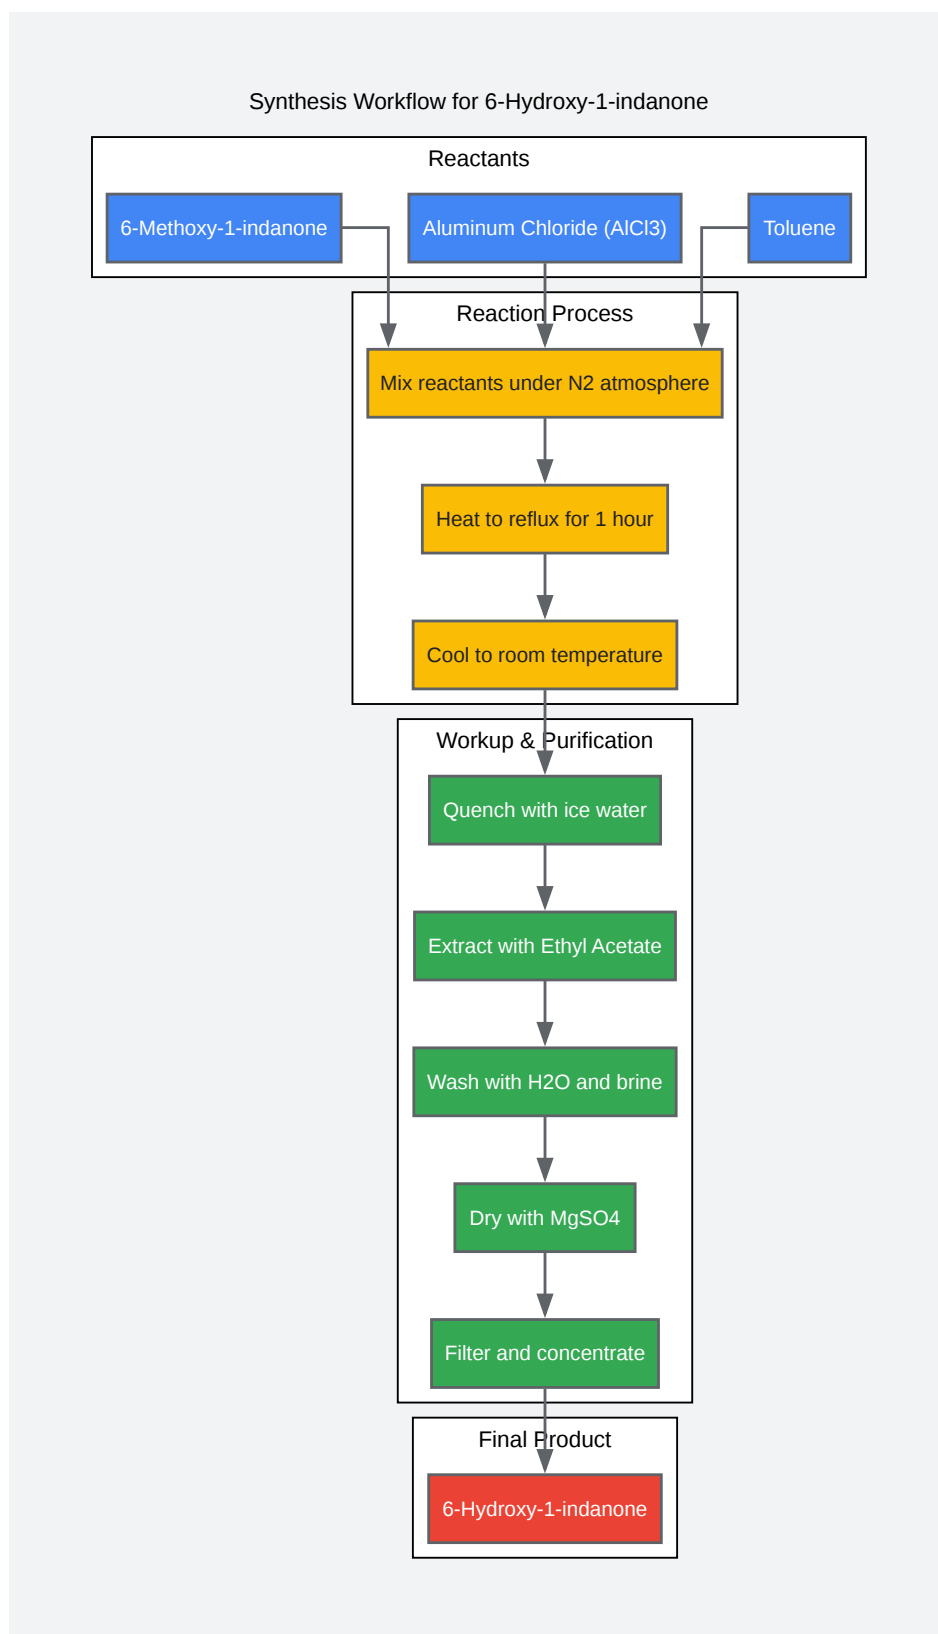 Synthesis Workflow for 6-Hydroxy-1-indanone
Reactants
6-Methoxy-1-indanone
Aluminum Chloride (AlCl3)
Toluene
Reaction Process
Mix reactants under N2 atmosphere
Heat to reflux for 1 hour
Cool to room temperature
Workup & Purification
Quench with ice water
Extract with Ethyl Acetate
Wash with H2O and brine
Dry with MgSO4
Filter and concentrate
Final Product
6-Hydroxy-1-indanone